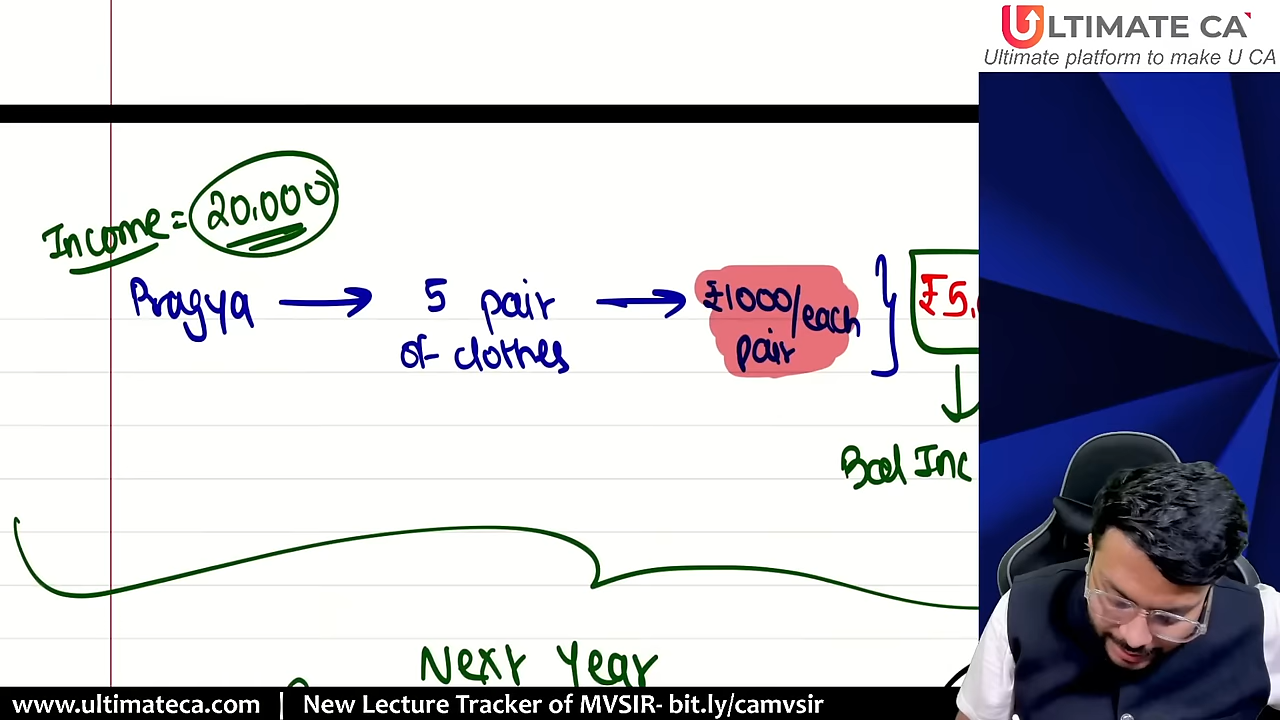 ULTIMATE CA
Ultimate platform to make U CA
Income = 20,000
Pragya → 5 pair → ₹1000/each } ₹5,
of clothes pair
Inc
Next Year
www.ultimateca.com | New Lecture Tracker of MVSIR- bit.ly/camvsir